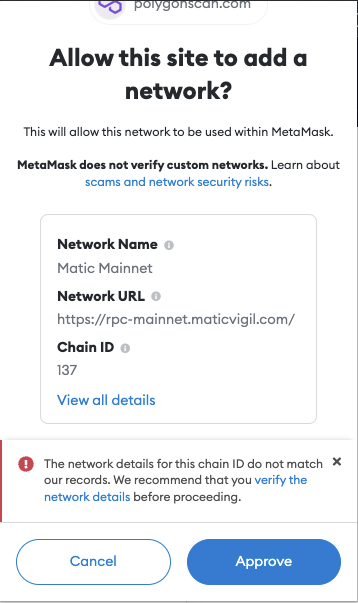 polygonscan.com
Allow this site to add a
network?
This will allow this network to be used within MetaMask.
MetaMask does not verify custom networks. Learn about
scams and network security risks.
Network Name
Matic Mainnet
Network URL
https://rpc-mainnet.maticvigil.com/
Chain ID
137
View all details
The network details for this chain ID do not match
our records. We recommend that you verify the
network details before proceeding.
Cancel
Approve